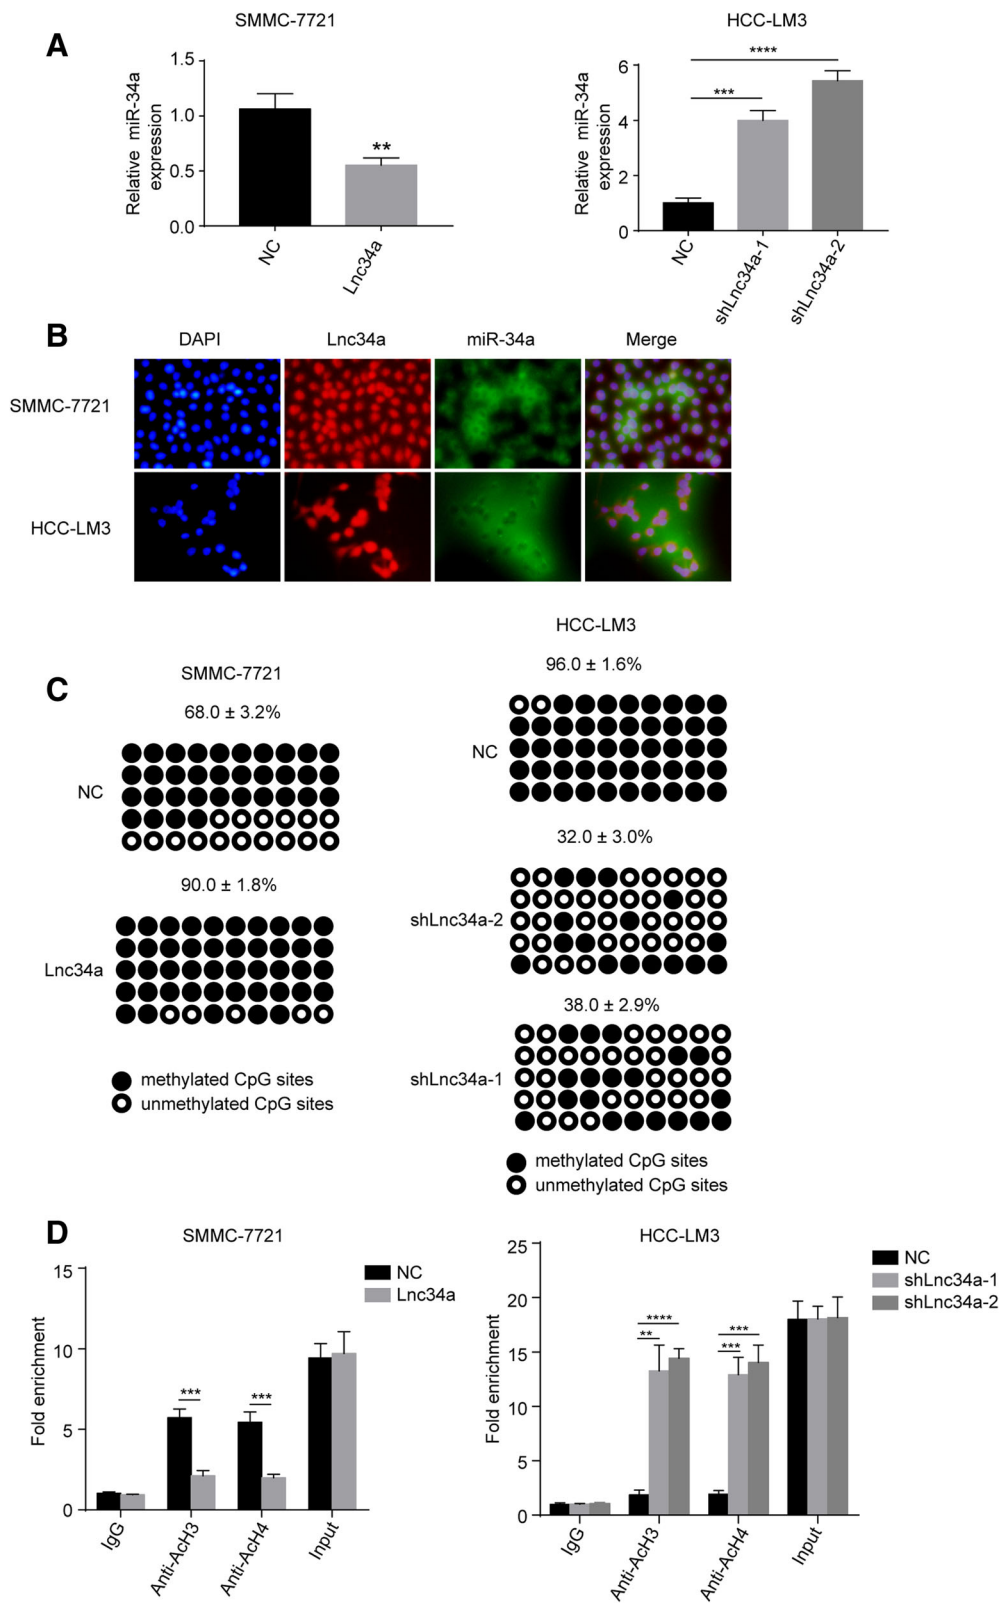 A
SMMC-7721
Relative miR-34a
expression
1.5
1.0
0.5
0.0
**
NC
Lnc34a
HCC-LM3
Relative miR-34a
expression
6
4
2
0
****
***
NC
shLnc34a-1
shLnc34a-2
B
DAPI
Lnc34a
miR-34a
Merge
SMMC-7721
HCC-LM3
C
SMMC-7721
68.0 ± 3.2%
NC
90.0 ± 1.8%
Lnc34a
methylated CpG sites
unmethylated CpG sites
HCC-LM3
96.0 ± 1.6%
NC
32.0 ± 3.0%
shLnc34a-2
38.0 ± 2.9%
shLnc34a-1
methylated CpG sites
unmethylated CpG sites
D
SMMC-7721
NC
Lnc34a
Fold enrichment
15
10
5
0
***
***
IgG
Anti-AcH3
Anti-AcH4
Input
HCC-LM3
NC
shLnc34a-1
shLnc34a-2
Fold enrichment
25
20
15
10
5
0
****
**
***
***
IgG
Anti-AcH3
Anti-AcH4
Input